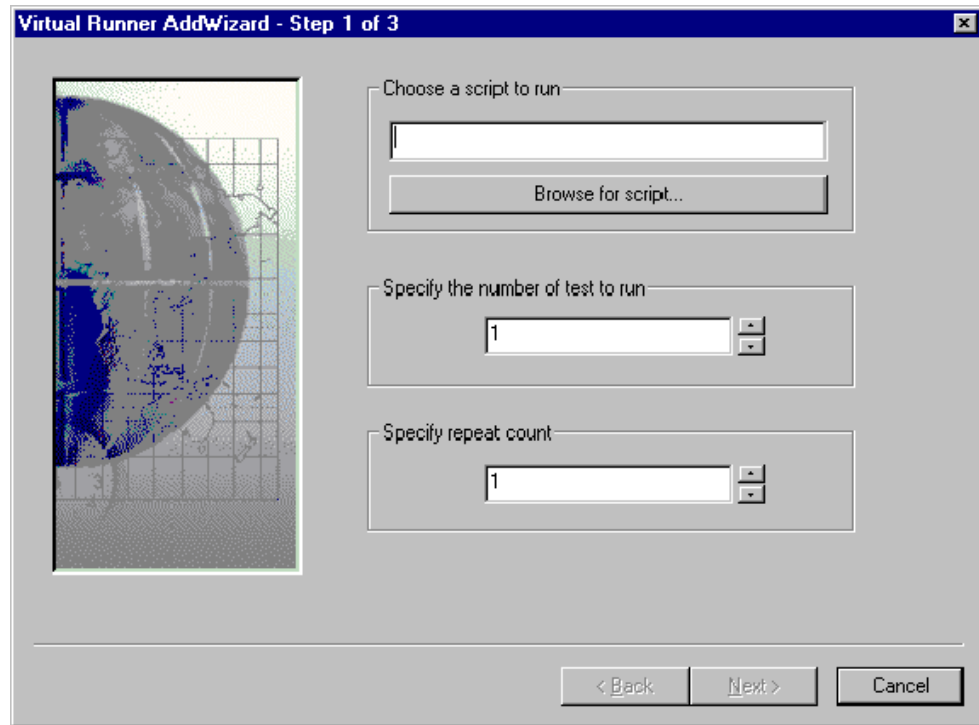 Virtual Runner AddWizard - Step 1 of 3
Choose a script to run
Browse for script...
Specify the number of test to run
1
Specify repeat count
1
< Back Next > Cancel